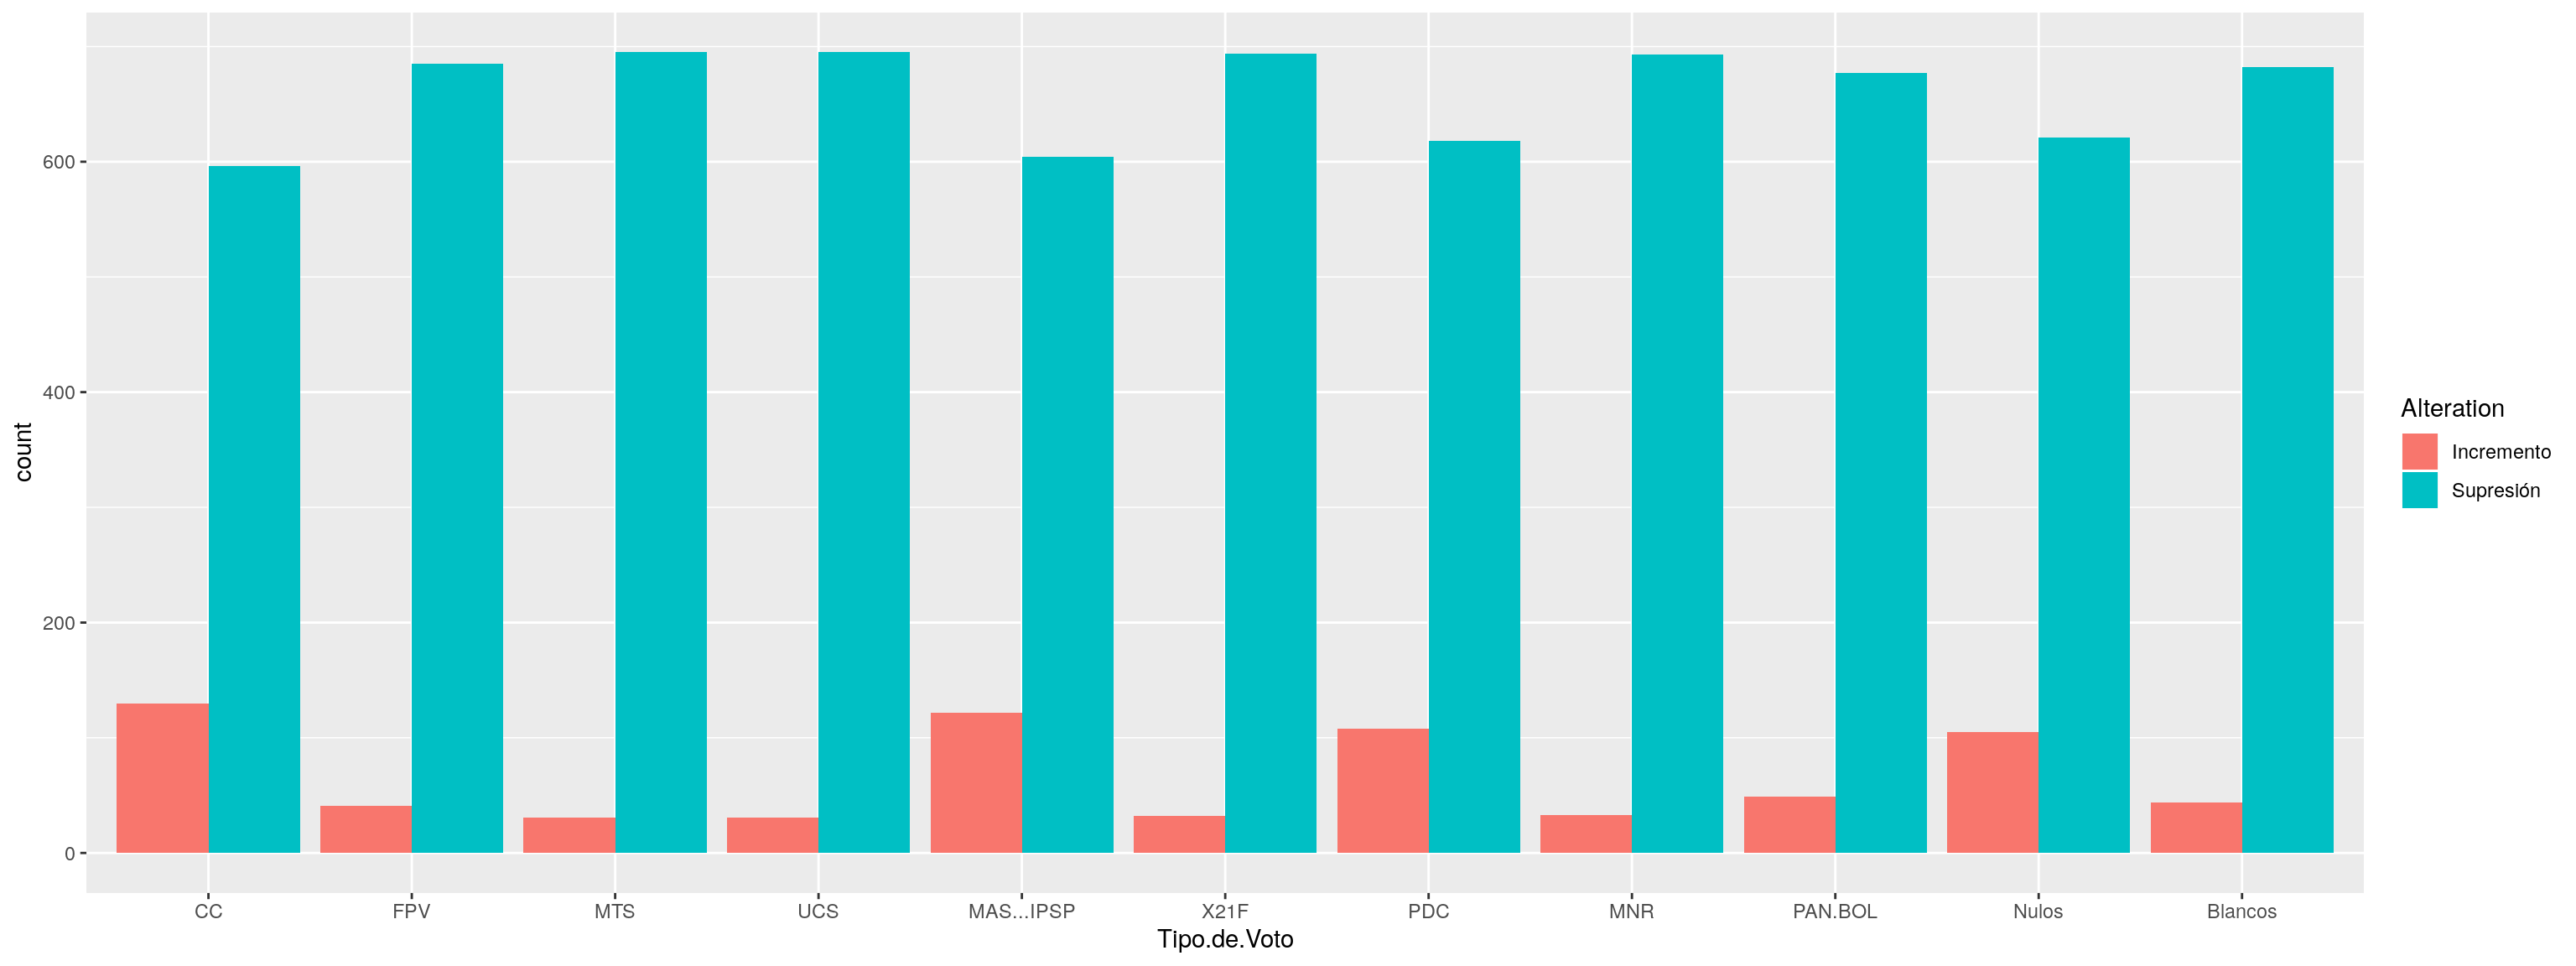 count
600
400
200
0
CC FPV MTS UCS MAS...IPSP X21F PDC MNR PAN.BOL Nulos Blancos
Tipo.de.Voto
Alteration
Incremento
Supresión